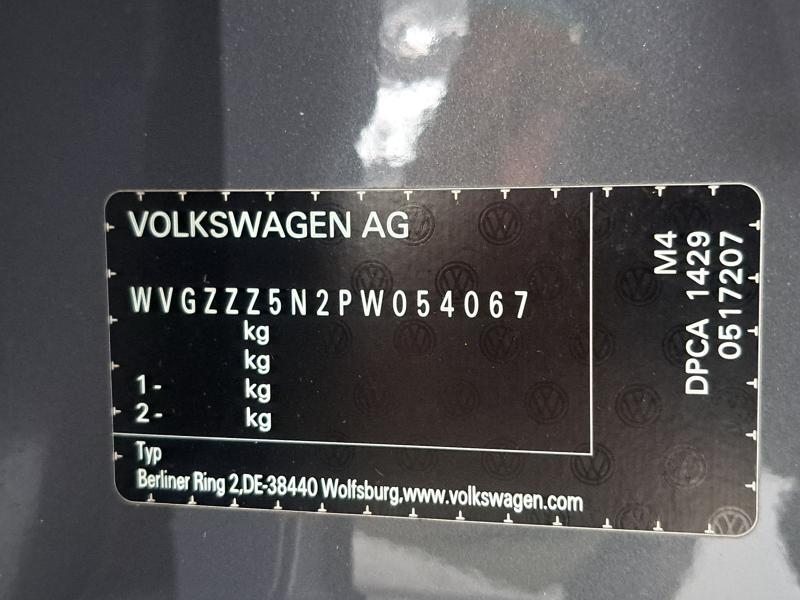 VOLKSWAGEN AG
WVGZZZ5N2PW054067
kg
kg
1- kg
2- kg
Typ
Berliner Ring 2,DE-38440 Wolfsburg,www.volkswagen.com
M4
DPCA 1429
0517207